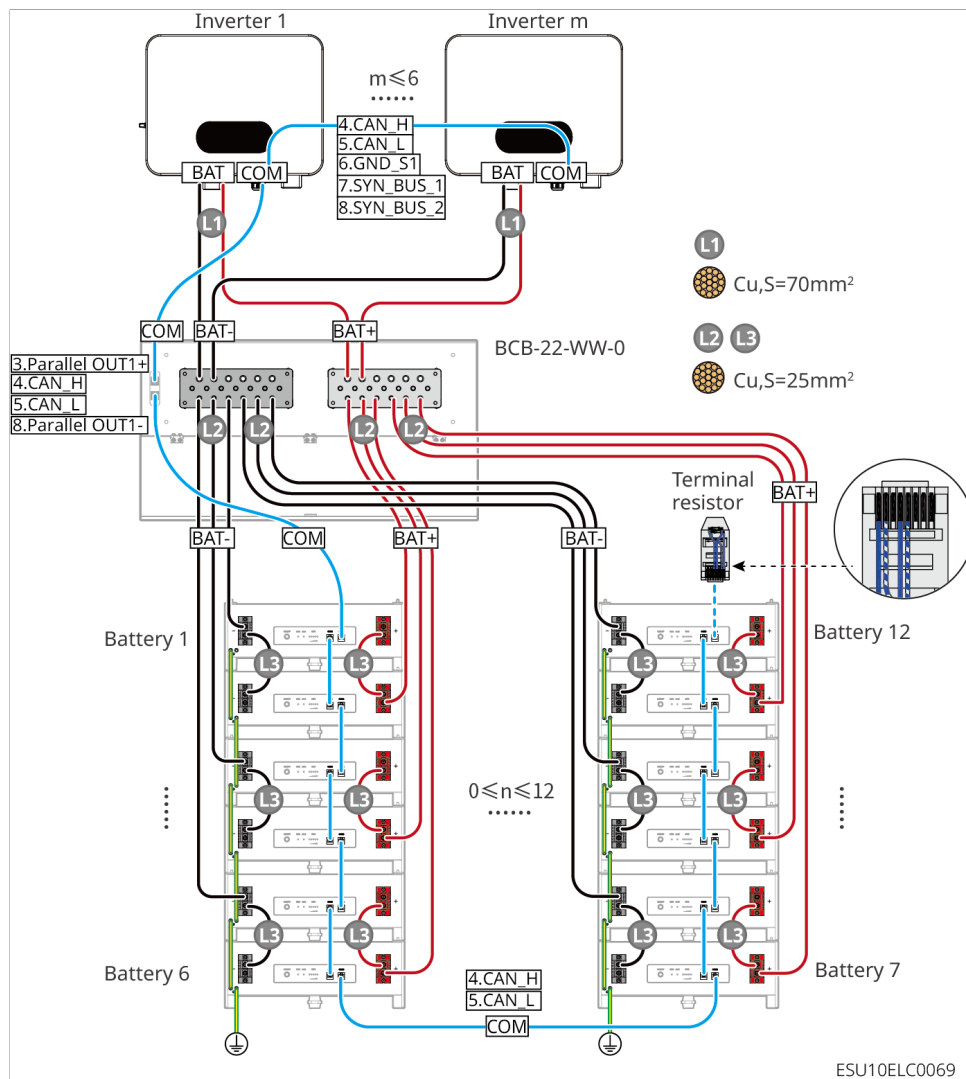 Inverter 1
Inverter m
m≤6
......
4.CAN_H
5.CAN_L
6.GND_S1
7.SYN_BUS_1
8.SYN_BUS_2
BAT
COM
BAT
COM
L1
L1
L1
Cu,S=70mm²
L2
L3
Cu,S=25mm²
COM
BAT-
BAT+
BCB-22-WW-0
3.Parallel OUT1+
4.CAN_H
5.CAN_L
8.Parallel OUT1-
L2
L2
L2
L2
Terminal
resistor
BAT+
BAT-
COM
BAT+
BAT-
Battery 1
Battery 12
L3
L3
L3
L3
0≤n≤12
......
L3
L3
L3
L3
L3
L3
L3
L3
Battery 6
Battery 7
4.CAN_H
5.CAN_L
COM
ESU10ELC0069